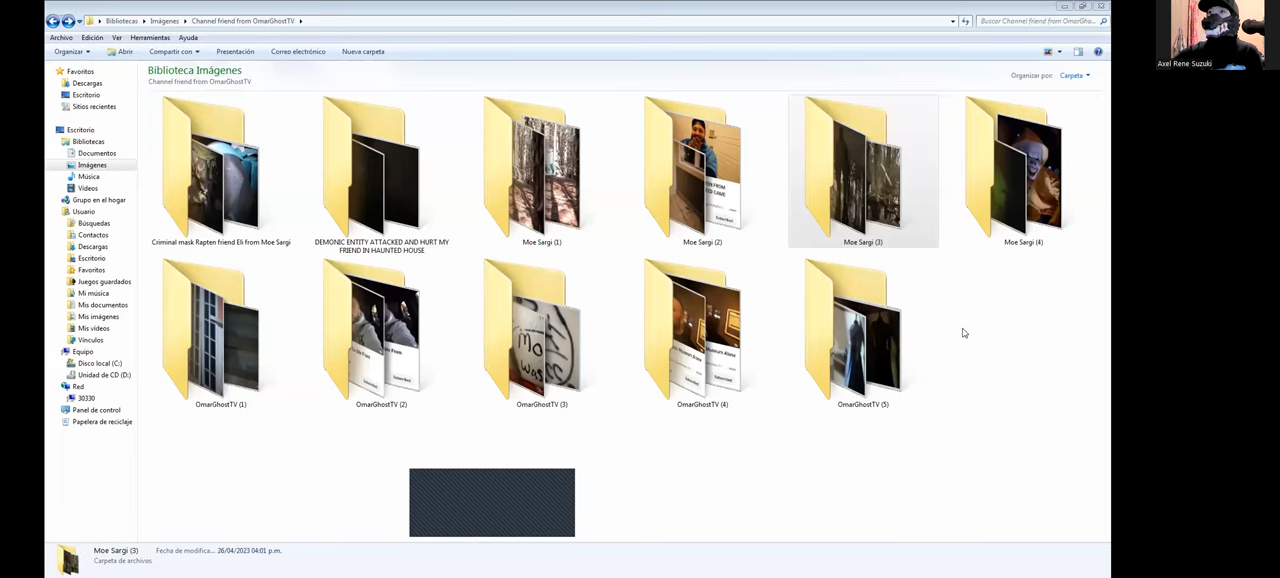 Bibliotecas ▸ Imágenes ▸ Channel friend from OmarGhostTV ▸
Buscar Channel friend from OmarGho...
Axel Rene Suzuki
Archivo Edición Ver Herramientas Ayuda
Organizar Abrir Compartir con Presentación Correo electrónico Nueva carpeta
Biblioteca Imágenes
Channel friend from OmarGhostTV
Organizar por: Carpeta
Favoritos
Descargas
Escritorio
Sitios recientes
Escritorio
Bibliotecas
Documentos
Imágenes
Música
Vídeos
Grupo en el hogar
Usuario
Búsquedas
Contactos
Descargas
Escritorio
Favoritos
Juegos guardados
Mi música
Mis documentos
Mis imágenes
Mis vídeos
Vínculos
Equipo
Disco local (C:)
Unidad de CD (D:)
Red
30330
Panel de control
Papelera de reciclaje
Criminal mask Rapten friend Eli from Moe Sargi
DEMONIC ENTITY ATTACKED AND HURT MY
FRIEND IN HAUNTED HOUSE
Moe Sargi (1)
Moe Sargi (2)
Moe Sargi (3)
Moe Sargi (4)
OmarGhostTV (1)
OmarGhostTV (2)
OmarGhostTV (3)
OmarGhostTV (4)
OmarGhostTV (5)
Moe Sargi (3) Fecha de modifica... 26/04/2023 04:01 p.m.
Carpeta de archivos